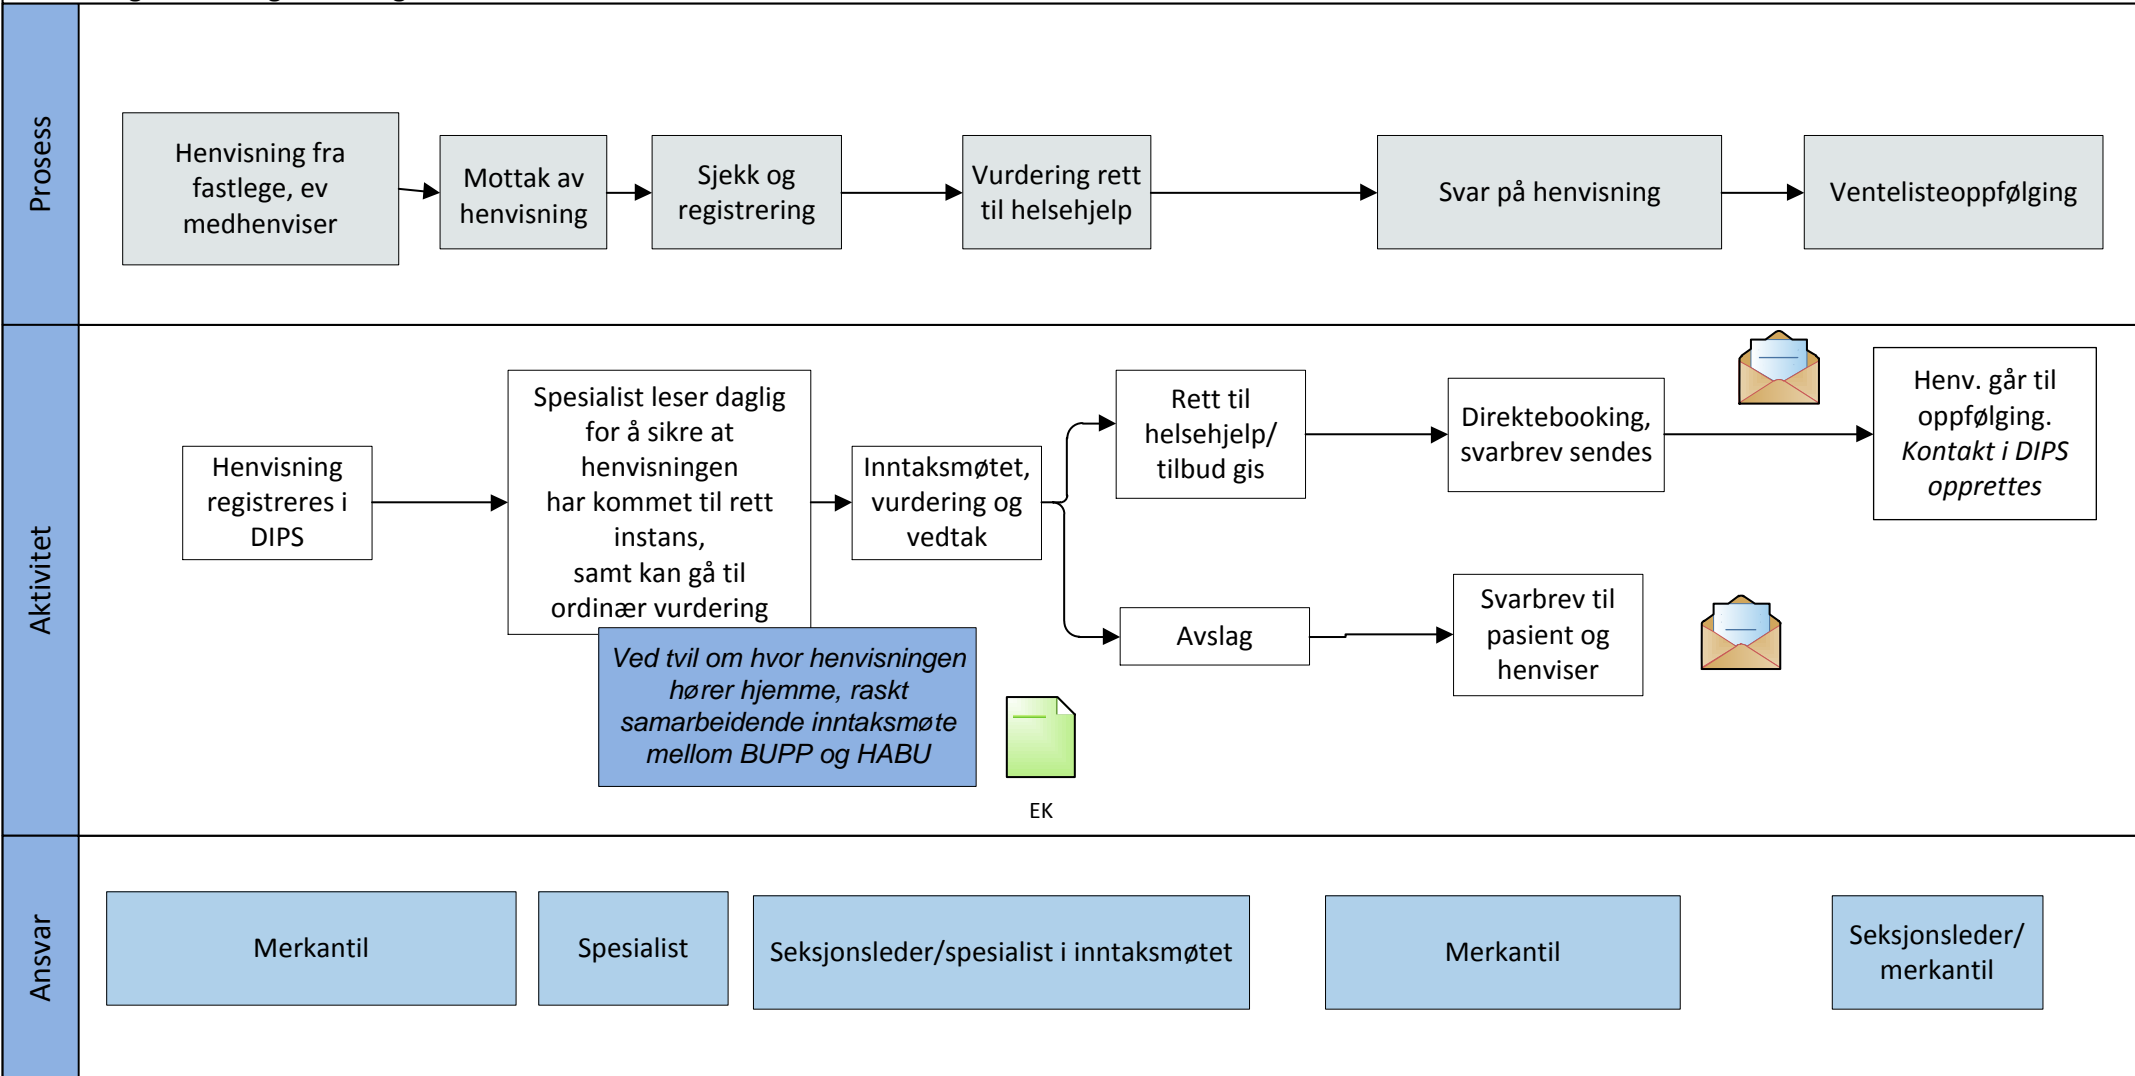 Prosess
Henvisning fra
fastlege, ev
medhenviser
Mottak av
henvisning
Sjekk og
registrering
Vurdering rett
til helsehjelp
Svar på henvisning
Ventelisteoppfølging
Aktivitet
Henvisning
registreres i
DIPS
Spesialist leser daglig
for å sikre at
henvisningen
har kommet til rett
instans,
samt kan gå til
ordinær vurdering
Ved tvil om hvor henvisningen
hører hjemme, raskt
samarbeidende inntaksmøte
mellom BUPP og HABU
EK
Inntaksmøtet,
vurdering og
vedtak
Rett til
helsehjelp/
tilbud gis
Direktebooking,
svarbrev sendes
Henv. går til
oppfølging.
Kontakt i DIPS
opprettes
Avslag
Svarbrev til
pasient og
henviser
Ansvar
Merkantil
Spesialist
Seksjonsleder/spesialist i inntaksmøtet
Merkantil
Seksjonsleder/
merkantil